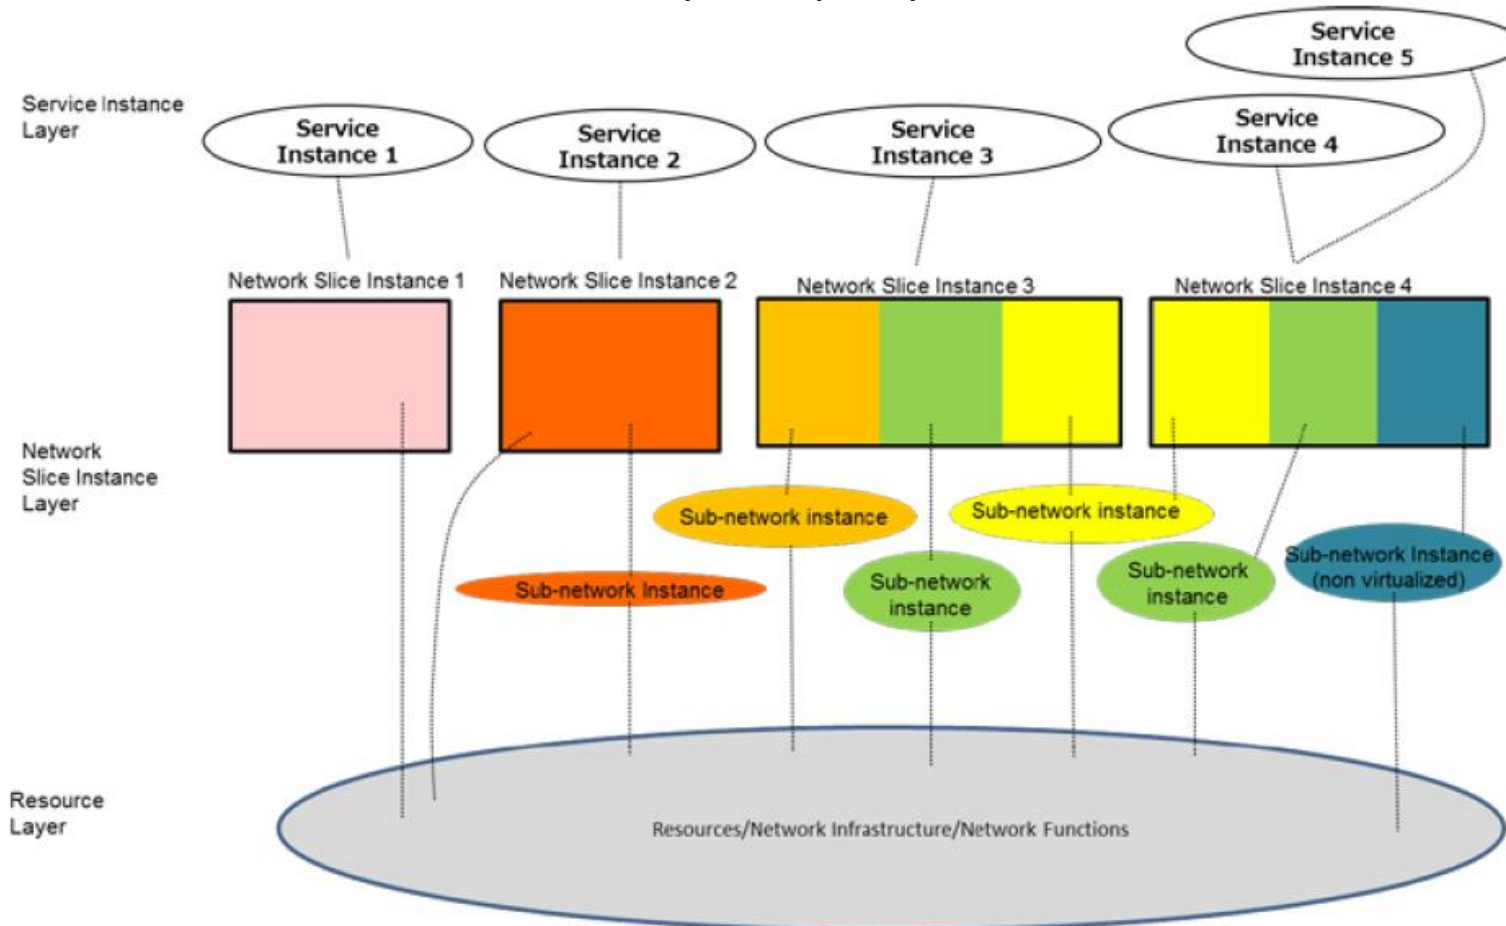 Service
Instance 5
Service Instance
Layer
Service
Instance 1
Service
Instance 2
Service
Instance 3
Service
Instance 4
Network Slice Instance 1
Network Slice Instance 2
Network Slice Instance 3
Network Slice Instance 4
Network
Slice Instance
Layer
Sub-network instance
Sub-network instance
Sub-network Instance
Sub-network
instance
Sub-network
instance
Sub-network Instance
(non virtualized)
Resource
Layer
Resources/Network Infrastructure/Network Functions